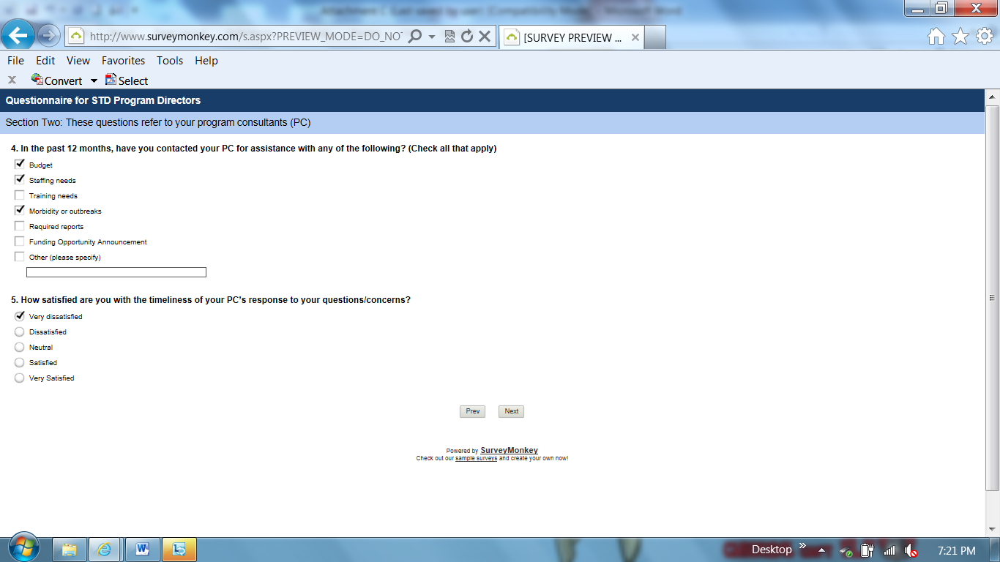 Attachment C (Last saved by user) [Compatibility Mode] - Microsoft Word
http://www.surveymonkey.com/s.aspx?PREVIEW_MODE=DO_NOT
[SURVEY PREVIEW ...
File Edit View Favorites Tools Help
x Convert Select
Questionnaire for STD Program Directors
Section Two: These questions refer to your program consultants (PC)
4. In the past 12 months, have you contacted your PC for assistance with any of the following? (Check all that apply)
Budget
Staffing needs
Training needs
Morbidity or outbreaks
Required reports
Funding Opportunity Announcement
Other (please specify)
5. How satisfied are you with the timeliness of your PC’s response to your questions/concerns?
Very dissatisfied
Dissatisfied
Neutral
Satisfied
Very Satisfied
Prev Next
Powered by SurveyMonkey
Check out our sample surveys and create your own now!
Desktop 7:21 PM